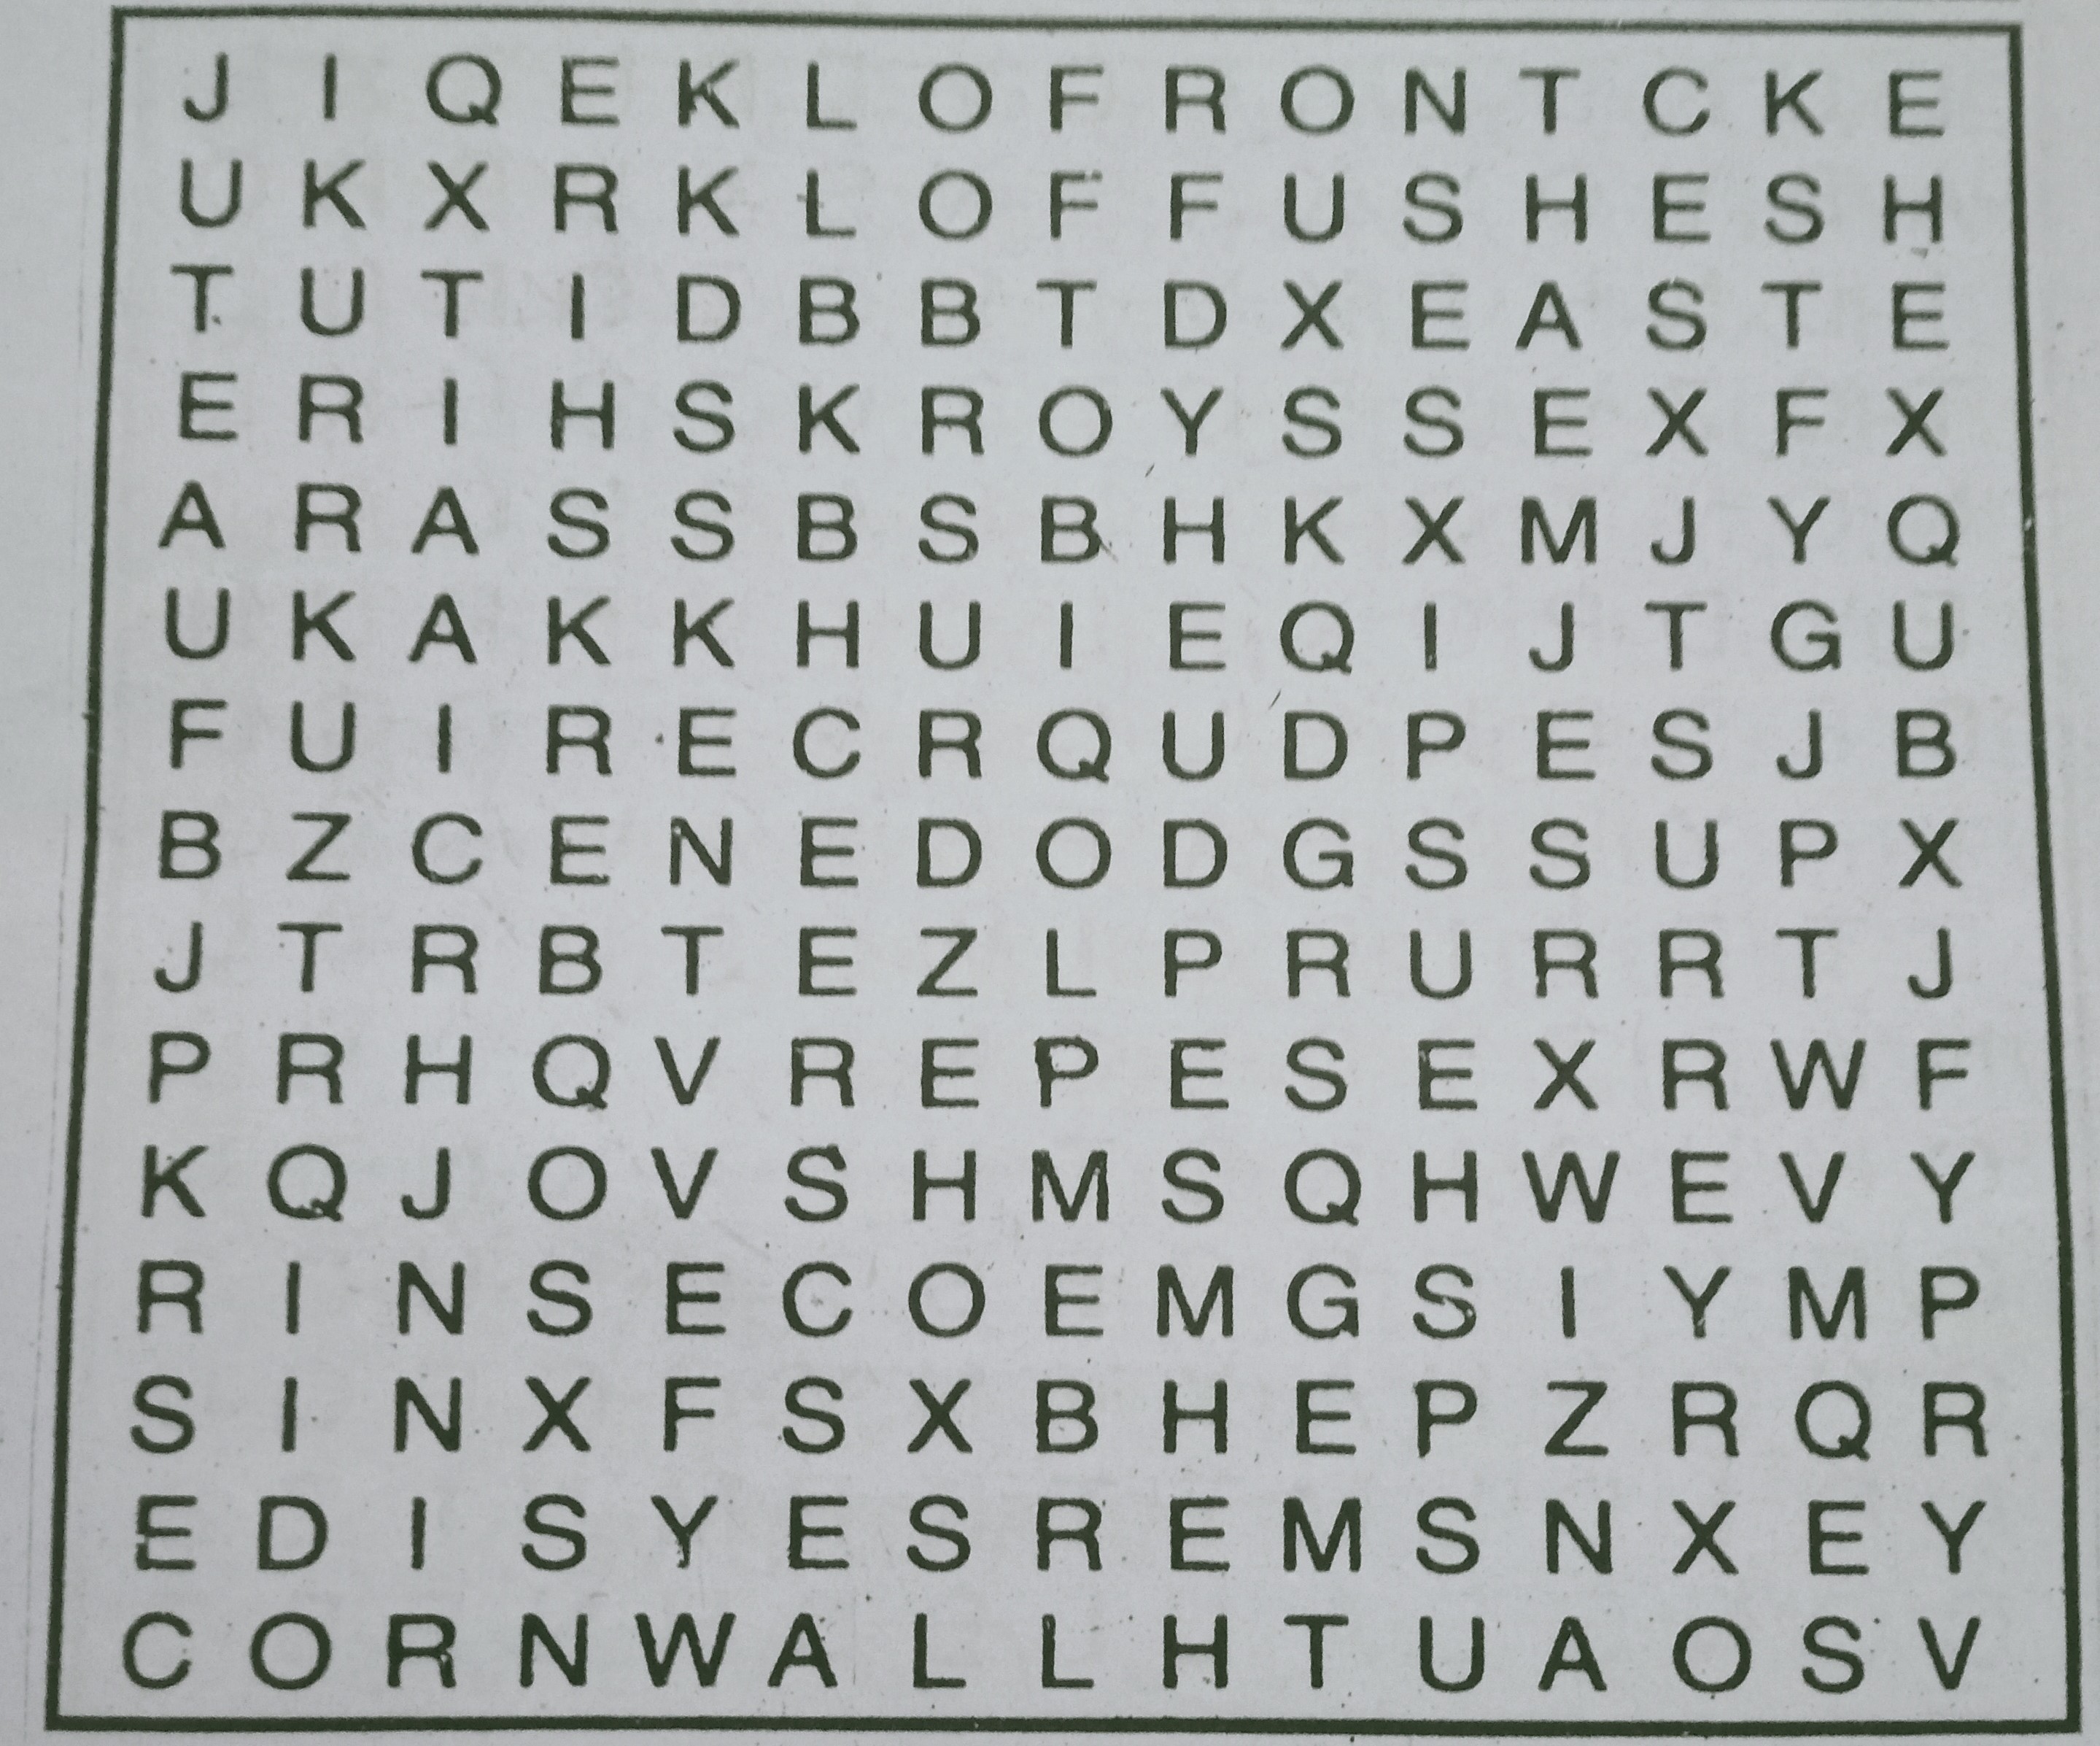 J I Q E K L O F R O N T C K E
U K X R K L O F F U S H E S H
T U T I D B B T D X E A S T E
E R I H S K R O Y S S E X F X
A R A S S B S B H K X M J Y Q
U K A K K H U I E Q I J T G U
F U I R E C R Q U D P E S J B
B Z C E N E D O D G S S U P X
J T R B T E Z L P R U R R T J
P R H Q V R E P E S E X R W F
K Q J O V S H M S Q H W E V Y
R I N S E C O E M G S I Y M P
S I N X F S X B H E P Z R Q R
E D I S Y E S R E M S N X E Y
C O R N W A L L H T U A O S V